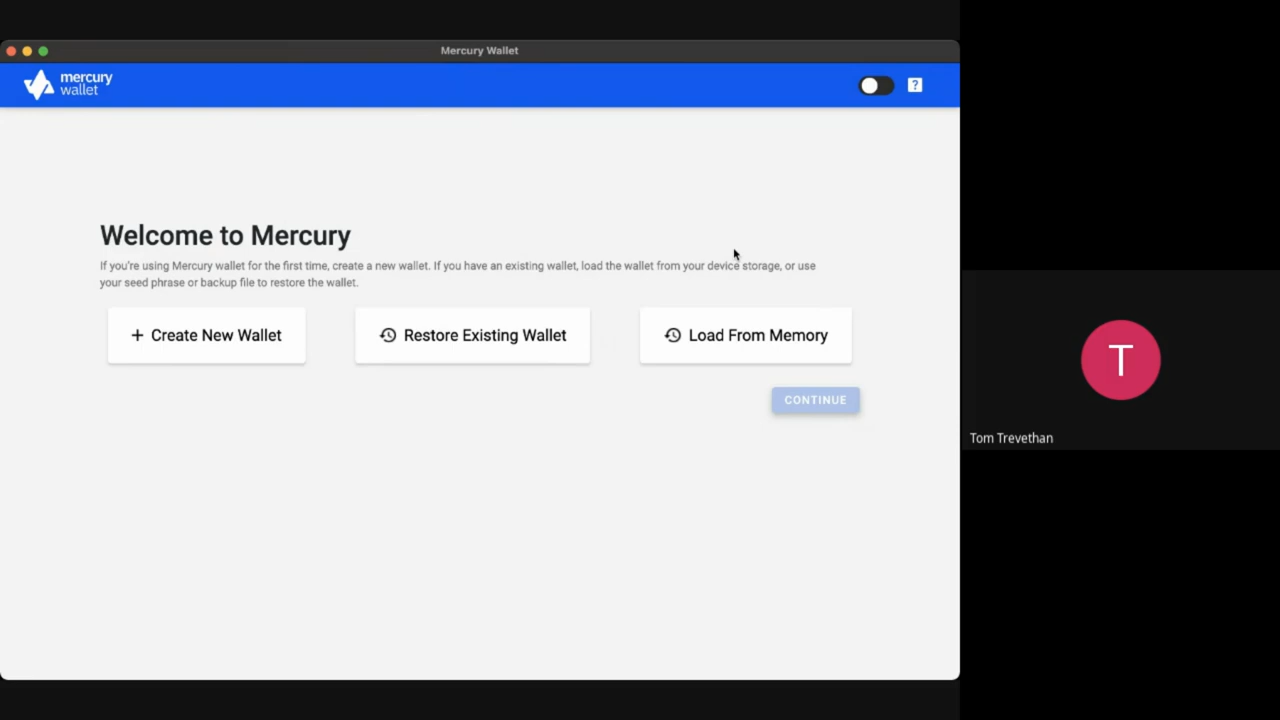 Mercury Wallet
mercury
wallet
?
Welcome to Mercury
If you're using Mercury wallet for the first time, create a new wallet. If you have an existing wallet, load the wallet from your device storage, or use
your seed phrase or backup file to restore the wallet.
+ Create New Wallet
Restore Existing Wallet
Load From Memory
CONTINUE
T
Tom Trevethan